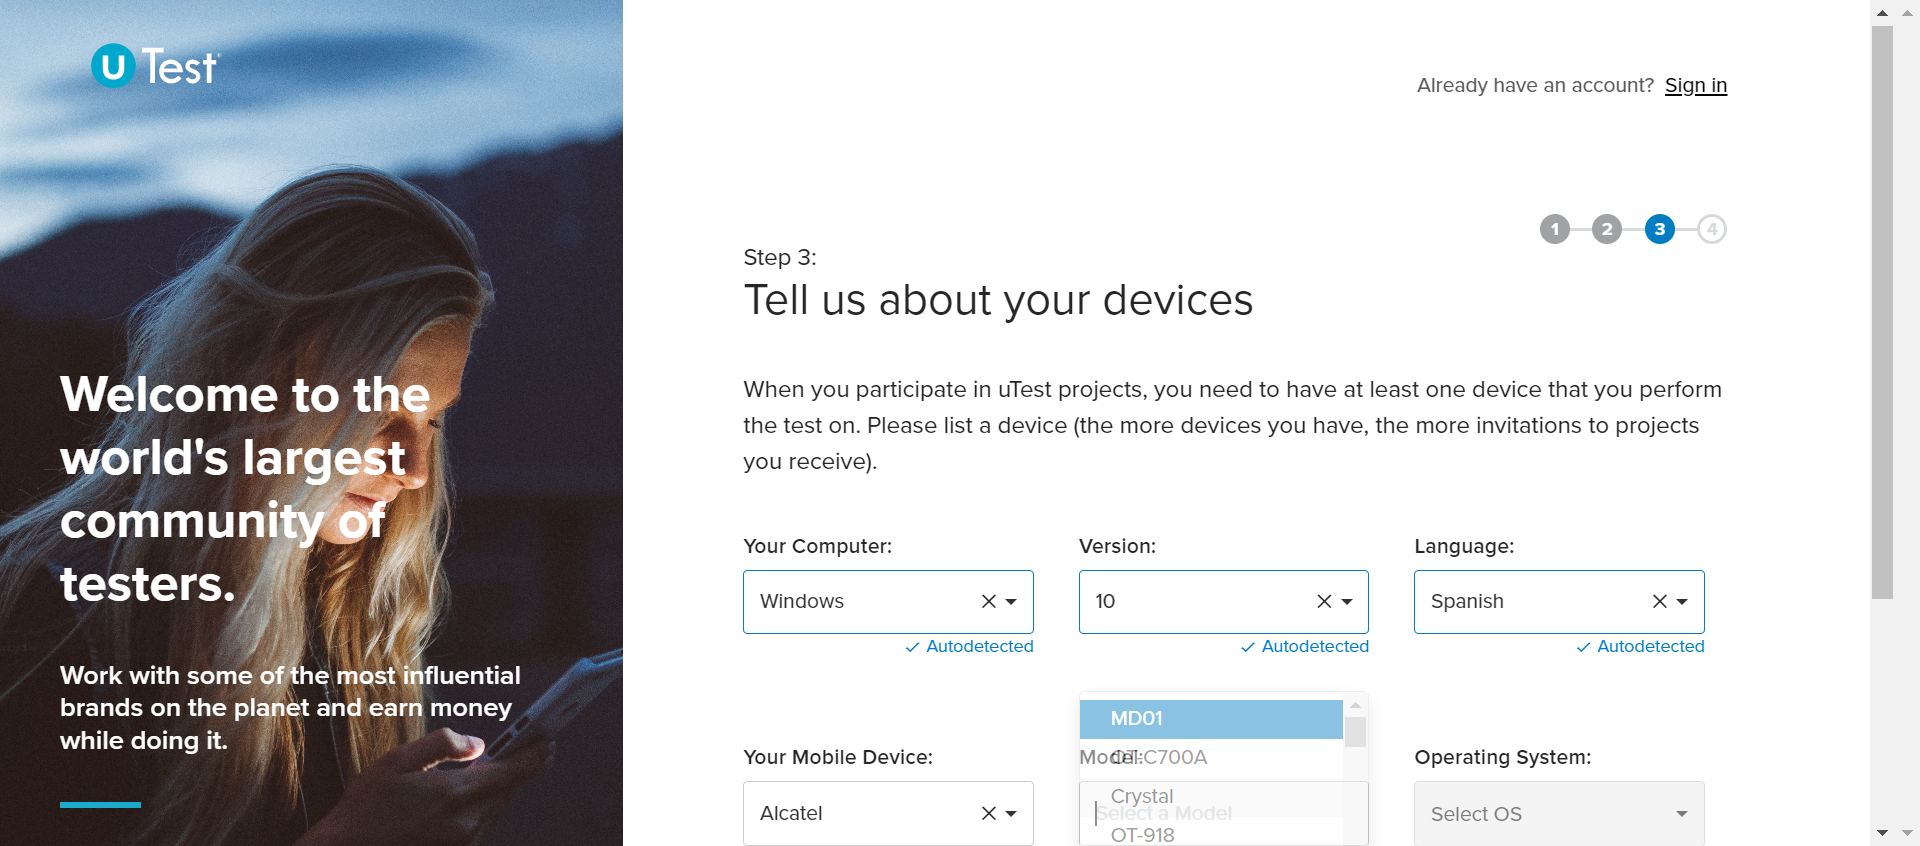 u Test
Already have an account? Sign in
1 2 3 4
Step 3:
Tell us about your devices
When you participate in uTest projects, you need to have at least one device that you perform
the test on. Please list a device (the more devices you have, the more invitations to projects
you receive).
Welcome to the
world's largest
community of
testers.
Work with some of the most influential
brands on the planet and earn money
while doing it.
Your Computer: Version: Language:
Windows 10 Spanish
Autodetected Autodetected Autodetected
MD01
Your Mobile Device: Model: OT-C700A Operating System:
Crystal
Alcatel Select a Model Select OS
OT-918